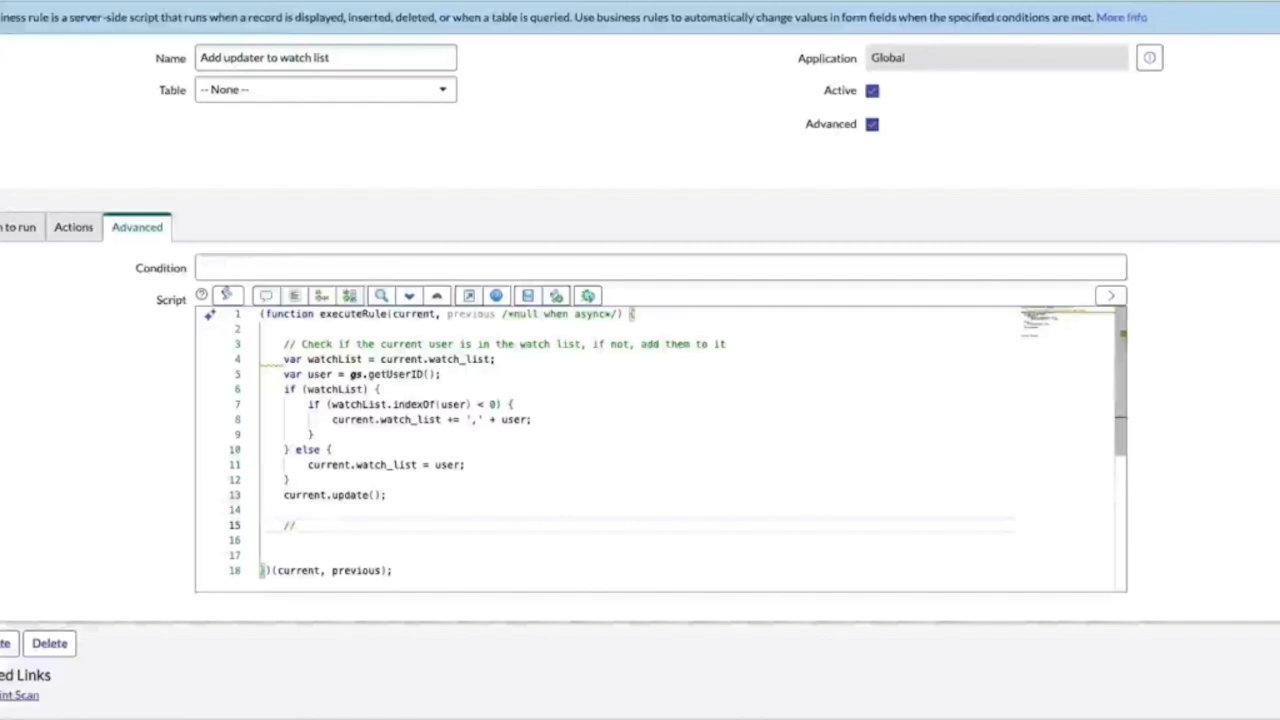 iness rule is a server-side script that runs when a record is displayed, inserted, deleted, or when a table is queried. Use business rules to automatically change values in form fields when the specified conditions are met. More Info
Name Add updater to watch list
Application Global
Table -- None --
Active
Advanced
to run Actions Advanced
Condition
Script
1 (function executeRule(current, previous /*null when async*/) {
2
3 // Check if the current user is in the watch list, if not, add them to it
4 var watchList = current.watch_list;
5 var user = gs.getUserID();
6 if (watchList) {
7 if (watchList.indexOf(user) < 0) {
8 current.watch_list += ',' + user;
9 }
10 } else {
11 current.watch_list = user;
12 }
13 current.update();
14
15 //
16
17
18 })(current, previous);
te Delete
ed Links
int Scan